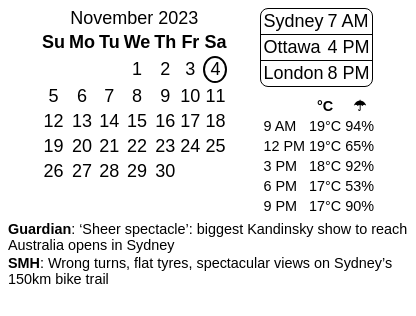 November 2023
Su Mo Tu We Th Fr Sa
1 2 3 4
5 6 7 8 9 10 11
12 13 14 15 16 17 18
19 20 21 22 23 24 25
26 27 28 29 30
Sydney 7 AM
Ottawa 4 PM
London 8 PM
°C ☂
9 AM 19°C 94%
12 PM 19°C 65%
3 PM 18°C 92%
6 PM 17°C 53%
9 PM 17°C 90%
Guardian: ‘Sheer spectacle’: biggest Kandinsky show to reach
Australia opens in Sydney
SMH: Wrong turns, flat tyres, spectacular views on Sydney’s
150km bike trail